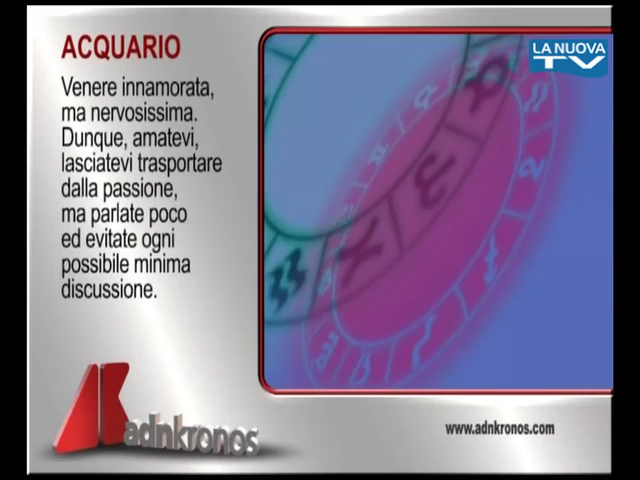 ACQUARIO
Venere innamorata,
ma nervosissima.
Dunque, amatevi,
lasciatevi trasportare
dalla passione,
ma parlate poco
ed evitate ogni
possibile minima
discussione.
LA NUOVA
TV
adnkronos
www.adnkronos.com